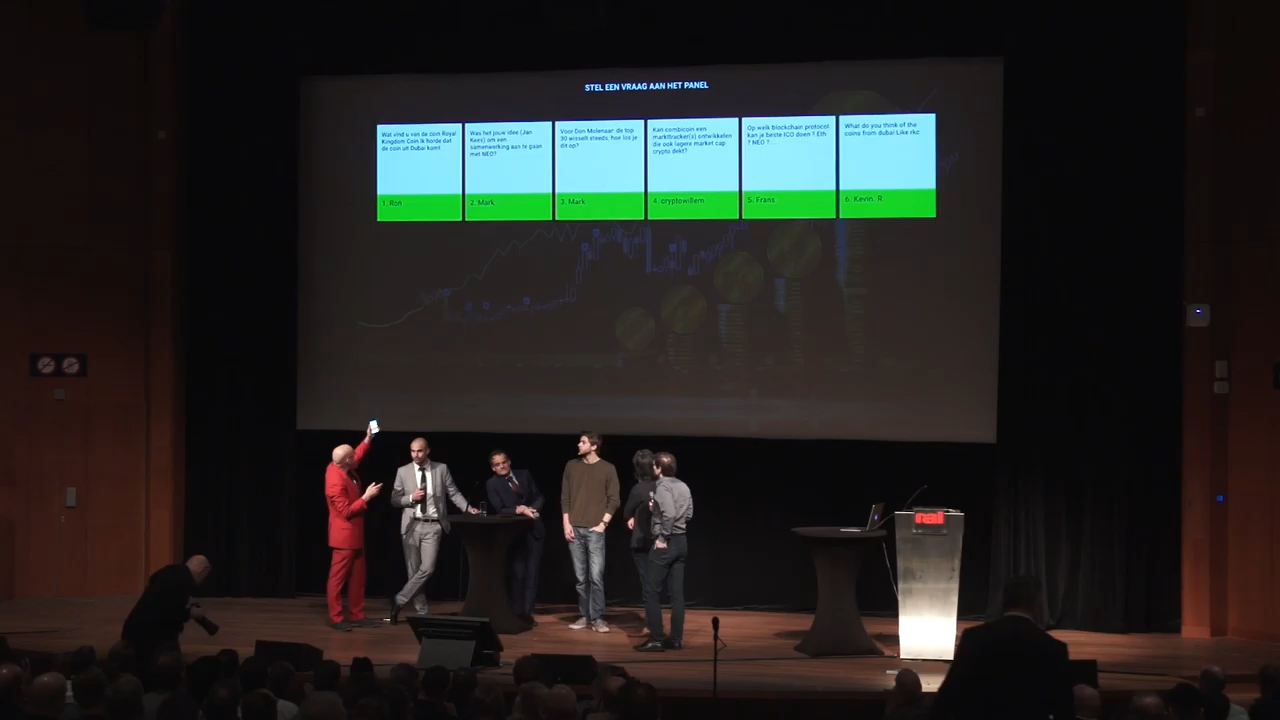 STEL EEN VRAAG AAN HET PANEL
Wat vind u van de coin Royal
Kingdom Coin Ik horde dat
de coin uit Dubai komt
1. Ron
Was het jouw idee (Jan
Kees) om een
samenwerking aan te gaan
met NEO?
2. Mark
Voor Don Molenaar: de top
30 wisselt steeds, hoe los je
dit op?
3. Mark
Kan combicoin een
markttracker(s) ontwikkelen
die ook lagere market cap
crypto dekt?
4. cryptowillem
Op welk blockchain protocol
kan je beste ICO doen ? Eth
? NEO ? .....
5. Frans
What do you think of the
coins from dubai Like rkc
6. Kevin. R
rai